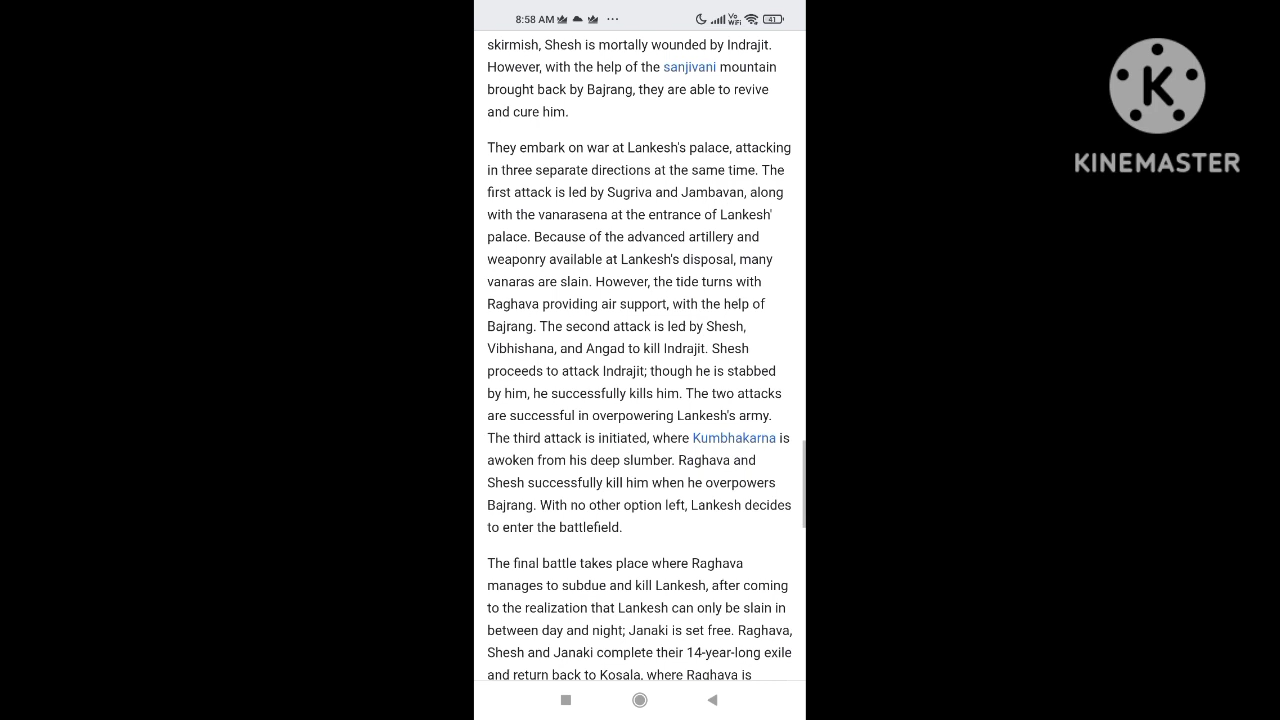 8:58 AM
Vo
WiFi
41
skirmish, Shesh is mortally wounded by Indrajit.
However, with the help of the sanjivani mountain
brought back by Bajrang, they are able to revive
and cure him.
They embark on war at Lankesh's palace, attacking
in three separate directions at the same time. The
first attack is led by Sugriva and Jambavan, along
with the vanarasena at the entrance of Lankesh'
palace. Because of the advanced artillery and
weaponry available at Lankesh's disposal, many
vanaras are slain. However, the tide turns with
Raghava providing air support, with the help of
Bajrang. The second attack is led by Shesh,
Vibhishana, and Angad to kill Indrajit. Shesh
proceeds to attack Indrajit; though he is stabbed
by him, he successfully kills him. The two attacks
are successful in overpowering Lankesh's army.
The third attack is initiated, where Kumbhakarna is
awoken from his deep slumber. Raghava and
Shesh successfully kill him when he overpowers
Bajrang. With no other option left, Lankesh decides
to enter the battlefield.
The final battle takes place where Raghava
manages to subdue and kill Lankesh, after coming
to the realization that Lankesh can only be slain in
between day and night; Janaki is set free. Raghava,
Shesh and Janaki complete their 14-year-long exile
and return back to Kosala, where Raghava is
K
KINEMASTER